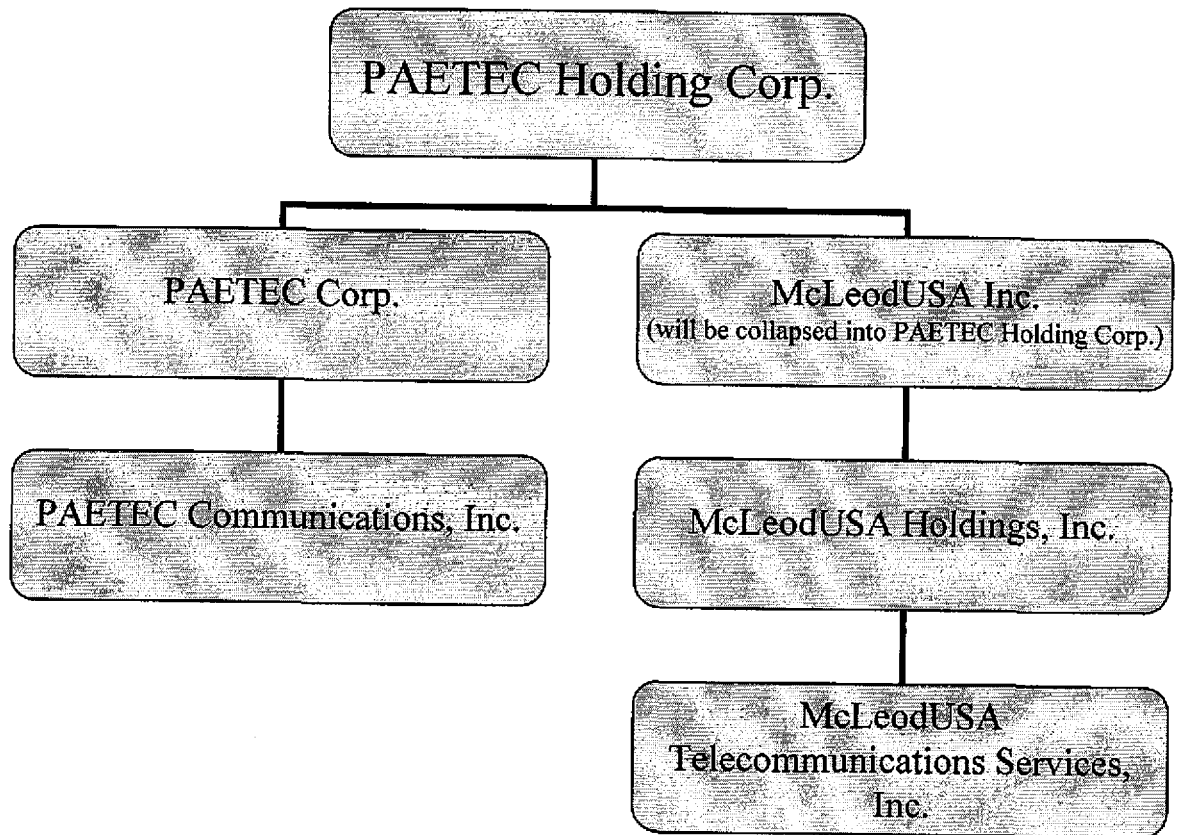 PAETEC Holding Corp.
PAETEC Corp.
McLeodUSA Inc.
(will be collapsed into PAETEC Holding Corp.)
PAETEC Communications, Inc.
McLeodUSA Holdings, Inc.
McLeodUSA
Telecommunications Services,
Inc.